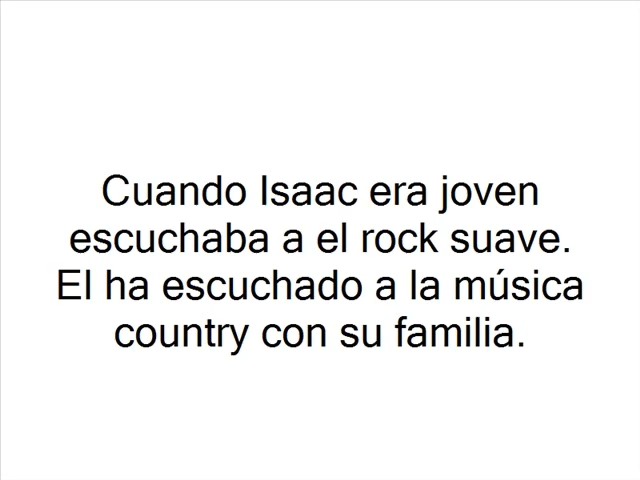 Cuando Isaac era joven
escuchaba a el rock suave.
El ha escuchado a la música
country con su familia.